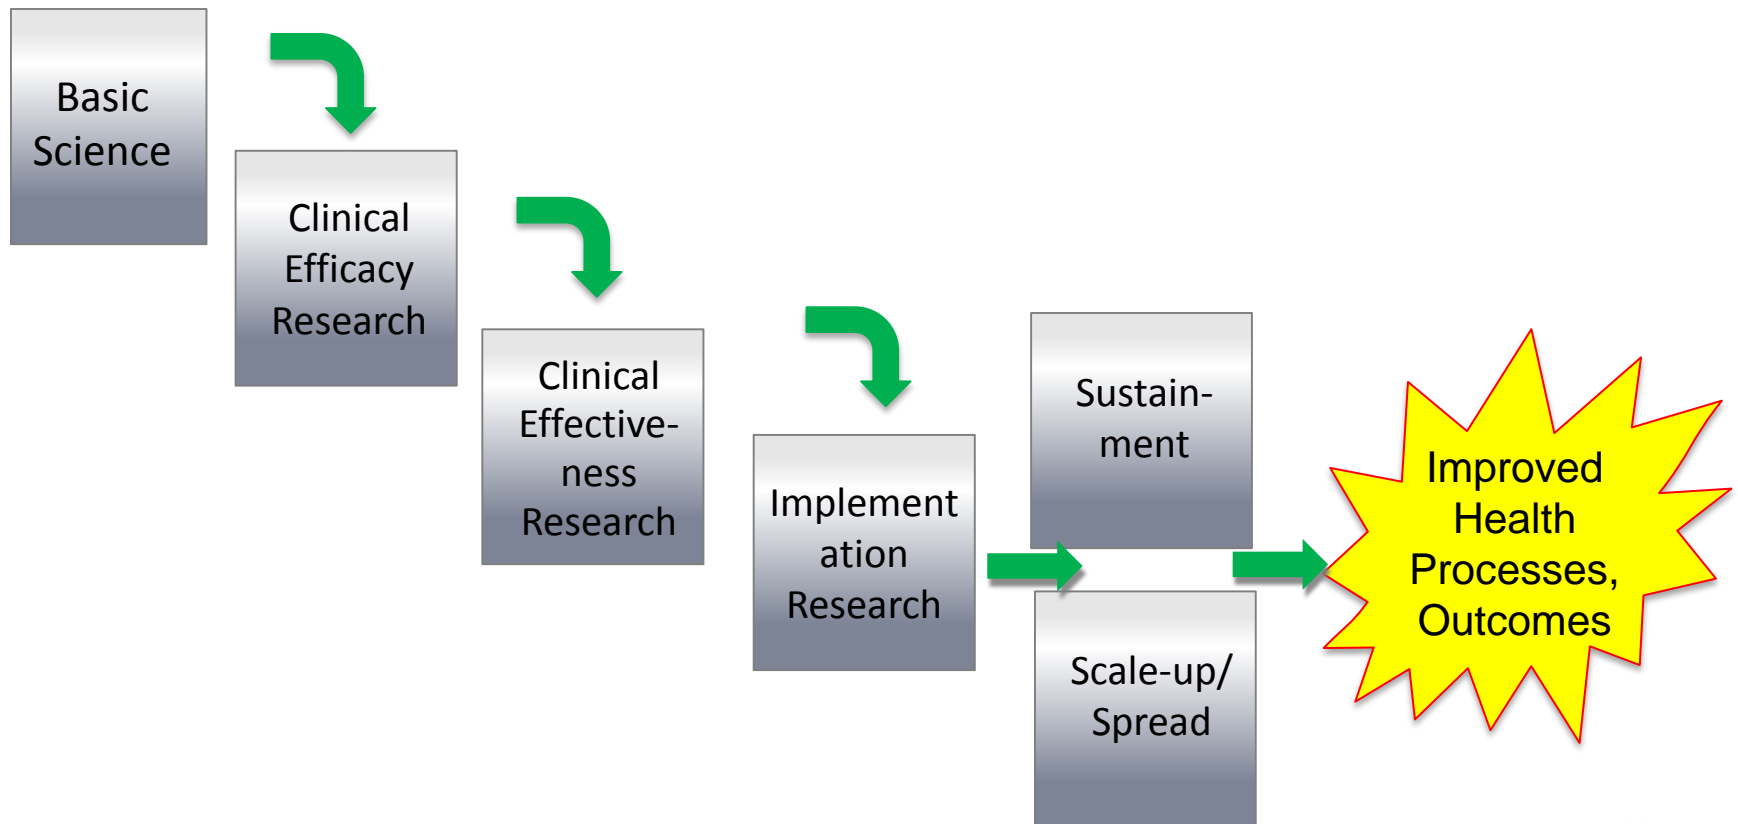 Basic
Science
Clinical
Efficacy
Research
Clinical
Effective-
ness
Research
Implement
ation
Research
Sustain-
ment
Scale-up/
Spread
Improved
Health
Processes,
Outcomes